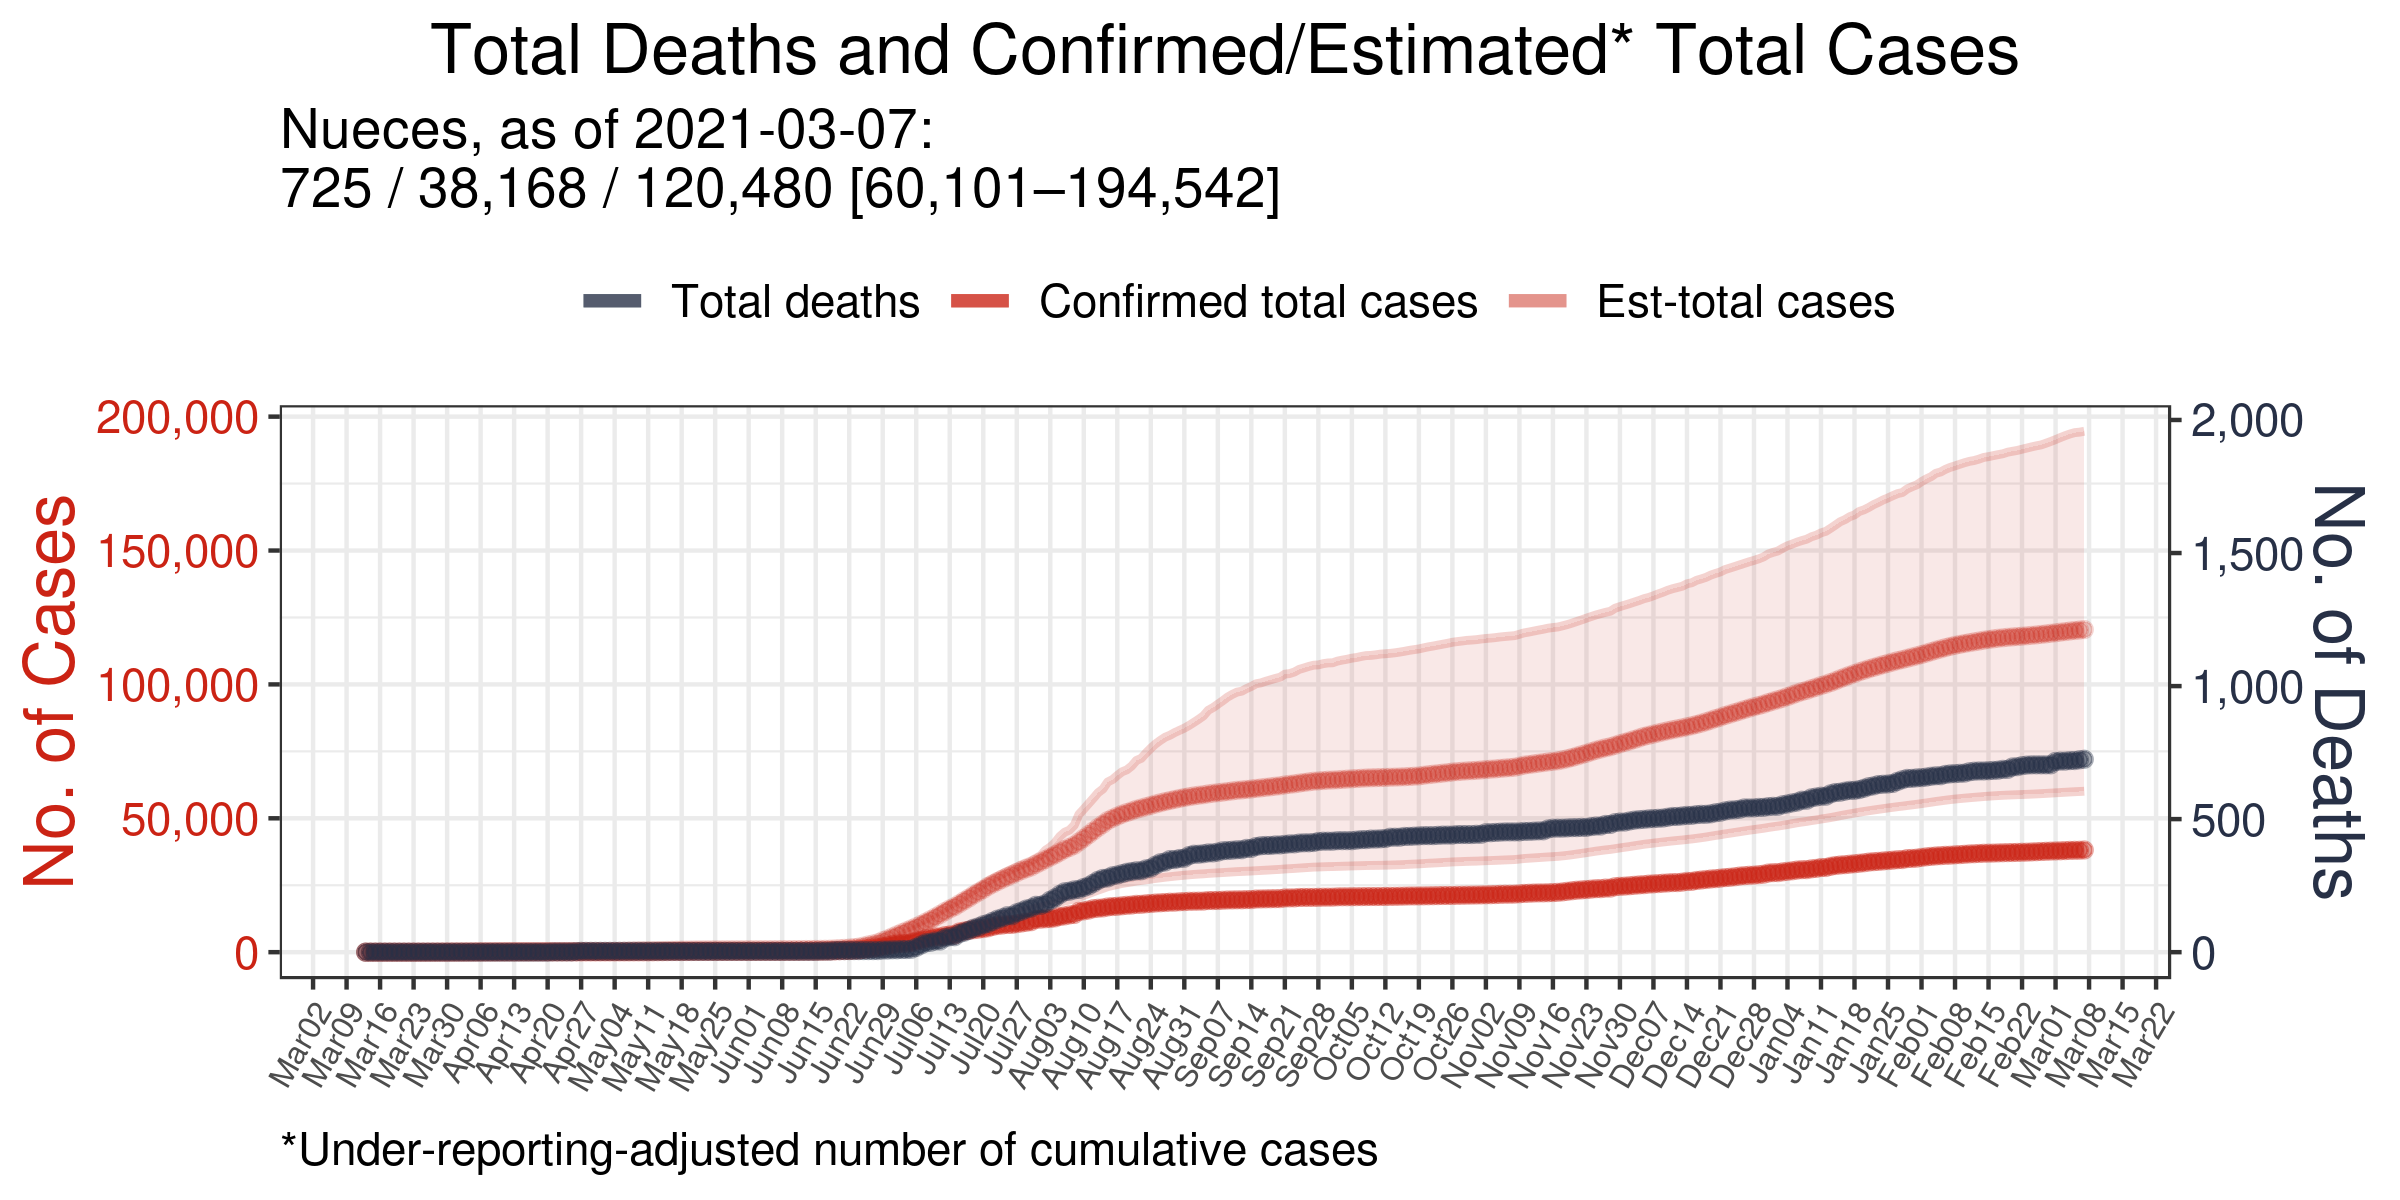 Total Deaths and Confirmed/Estimated* Total Cases
Nueces, as of 2021-03-07:
725 / 38,168 / 120,480 [60,101–194,542]
Total deaths
Confirmed total cases
Est-total cases
No. of Cases
200,000
150,000
100,000
50,000
0
2,000
1,500
1,000
500
0
No. of Deaths
Mar02
Mar09
Mar16
Mar23
Mar30
Apr06
Apr13
Apr20
Apr27
May04
May11
May18
May25
Jun01
Jun08
Jun15
Jun22
Jun29
Jul06
Jul13
Jul20
Jul27
Aug03
Aug10
Aug17
Aug24
Aug31
Sep07
Sep14
Sep21
Sep28
Oct05
Oct12
Oct19
Oct26
Nov02
Nov09
Nov16
Nov23
Nov30
Dec07
Dec14
Dec21
Dec28
Jan04
Jan11
Jan18
Jan25
Feb01
Feb08
Feb15
Feb22
Mar01
Mar08
Mar15
Mar22
*Under-reporting-adjusted number of cumulative cases